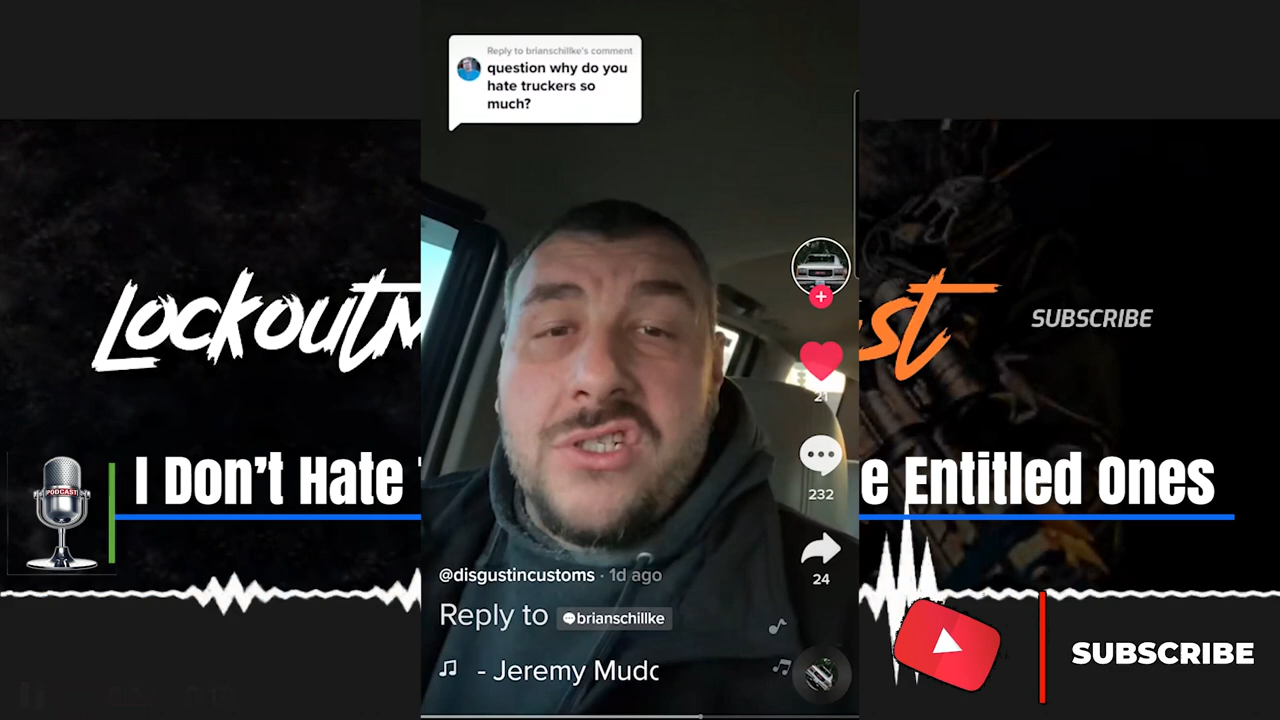 Reply to brianschillke's comment
question why do you
hate truckers so
much?
Lockoutm
st
SUBSCRIBE
21
PODCAST
I Don't Hate
e Entitled Ones
232
@disgustincustoms · 1d ago
24
Reply to brianschillke
- Jeremy Mudd
SUBSCRIBE